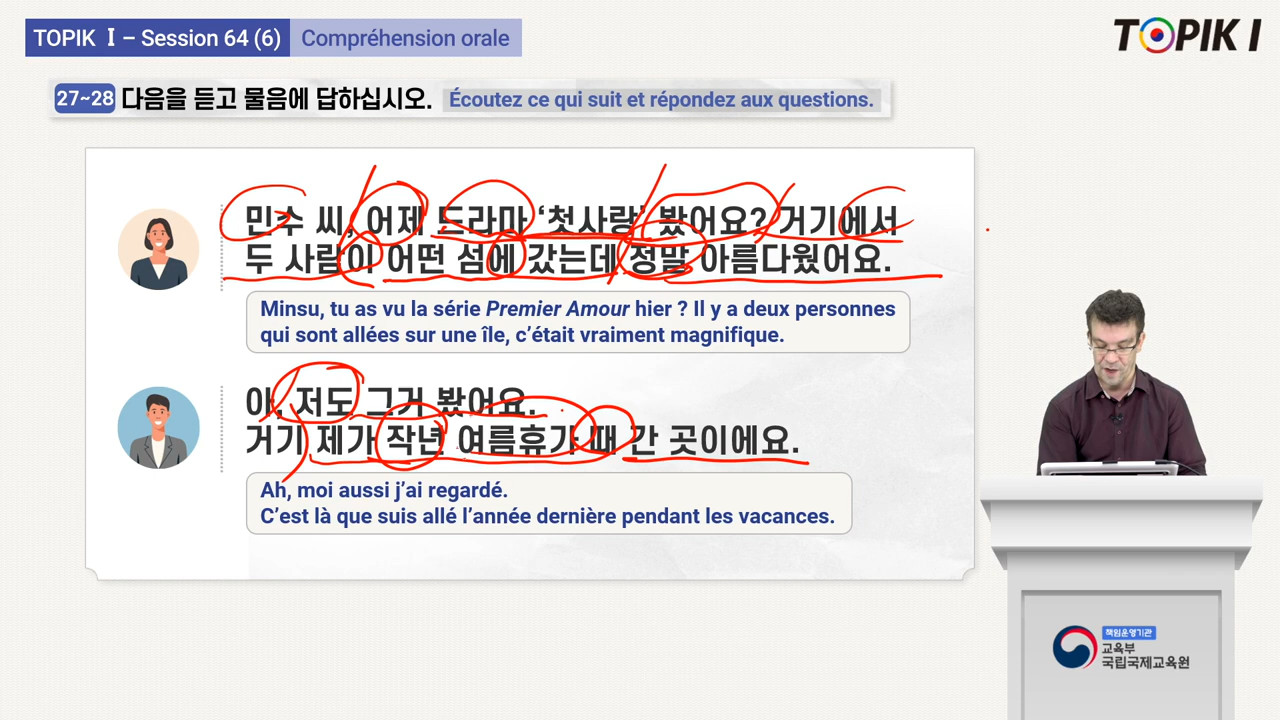 TOPIK I – Session 64 (6) Compréhension orale
TOPIK I
27~28 다음을 듣고 물음에 답하십시오. Écoutez ce qui suit et répondez aux questions.
민수 씨, 어제 드라마 ‘첫사랑’ 봤어요? 거기에서
두 사람이 어떤 섬에 갔는데 정말 아름다웠어요.
Minsu, tu as vu la série Premier Amour hier ? Il y a deux personnes
qui sont allées sur une île, c’était vraiment magnifique.
아, 저도 그거 봤어요.
거기 제가 작년 여름휴가 때 간 곳이에요.
Ah, moi aussi j’ai regardé.
C’est là que suis allé l’année dernière pendant les vacances.
책임운영기관
교육부
국립국제교육원